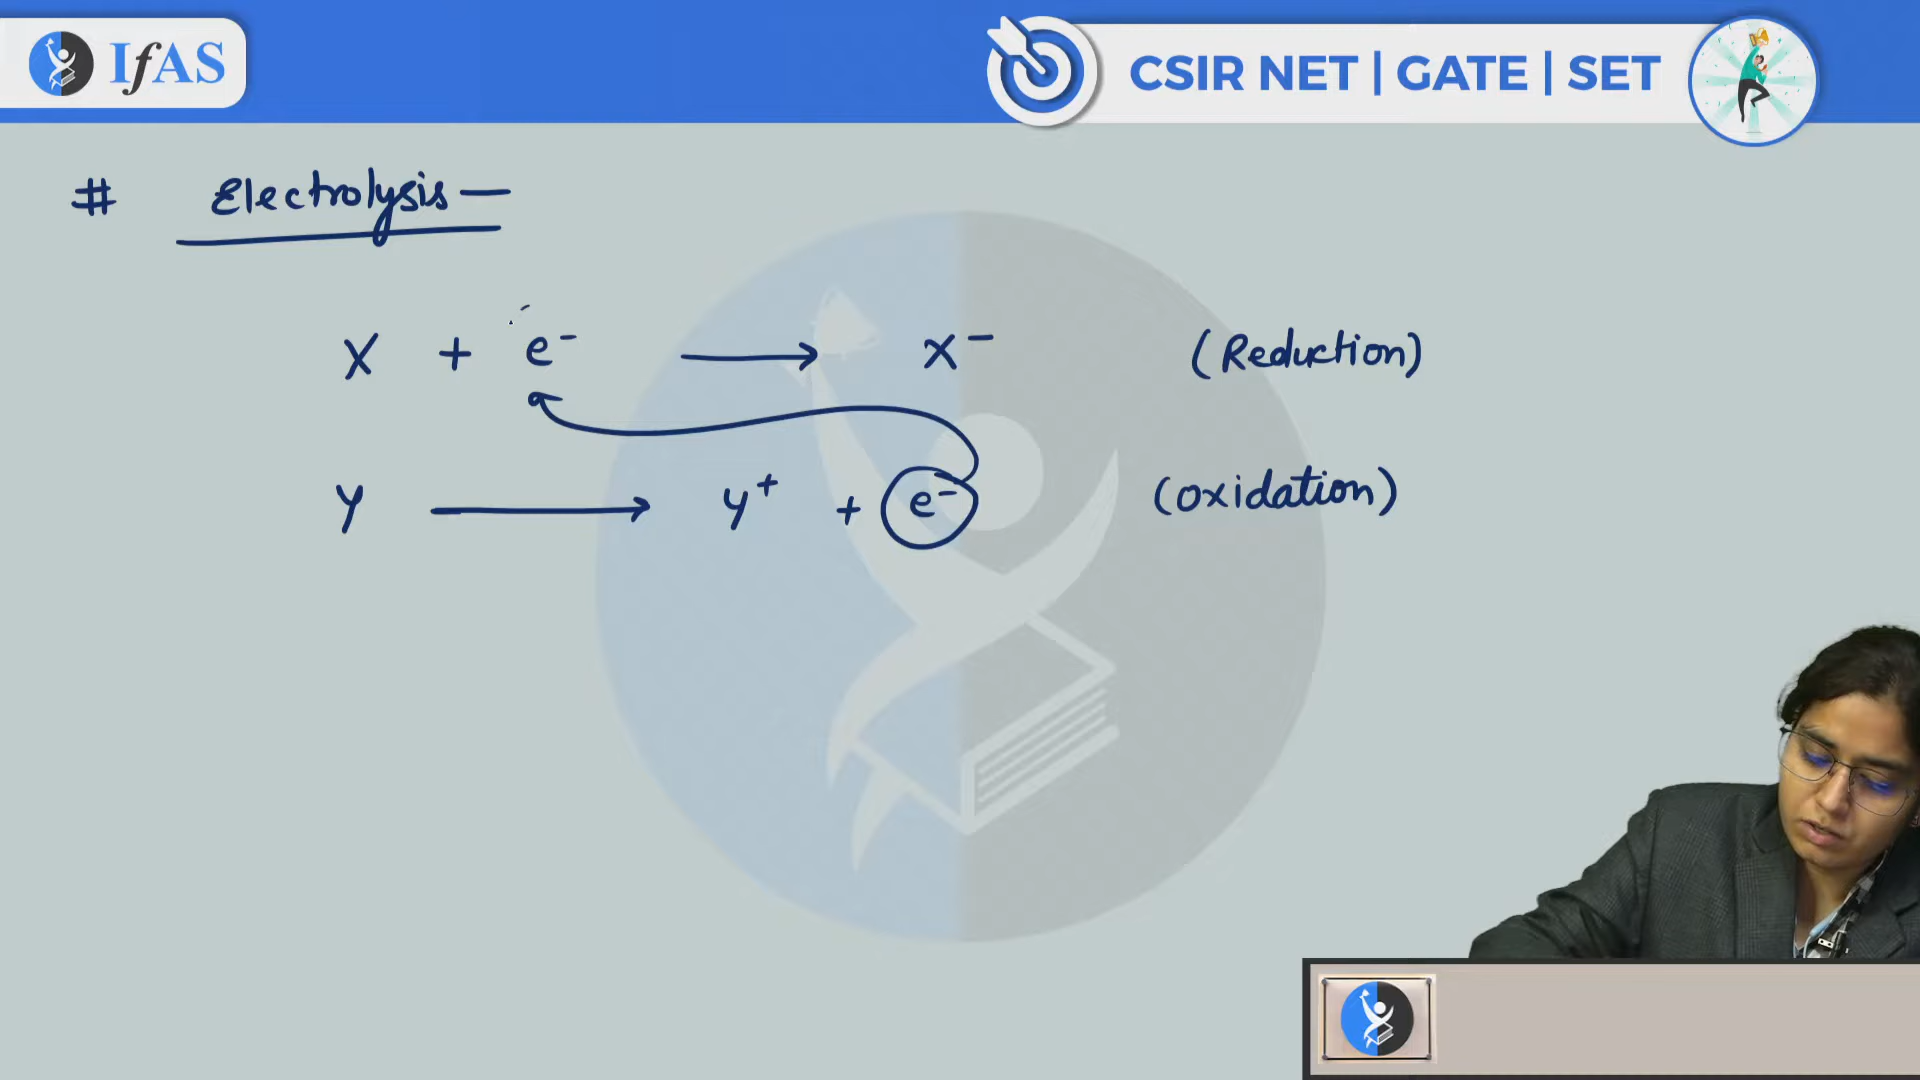 IfAS
CSIR NET | GATE | SET
# Electrolysis —
X + e⁻ → X⁻ (Reduction)
y → y⁺ + e⁻ (oxidation)